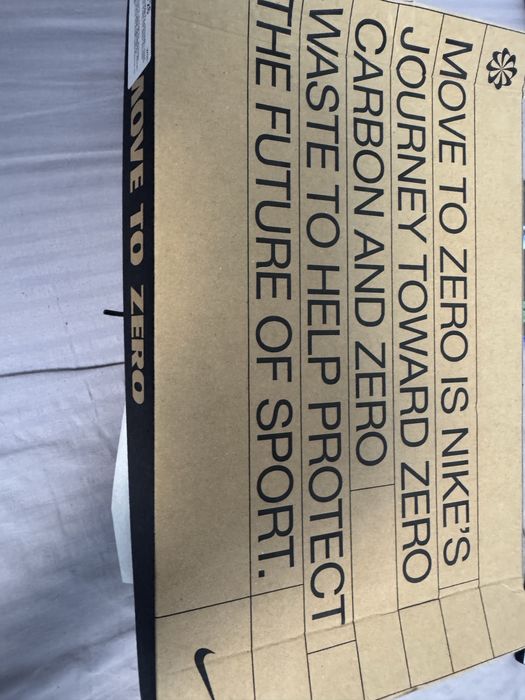 MOVE TO ZERO IS NIKE'S
JOURNEY TOWARD ZERO
CARBON AND ZERO
WASTE TO HELP PROTECT
THE FUTURE OF SPORT.
MOVE TO ZERO